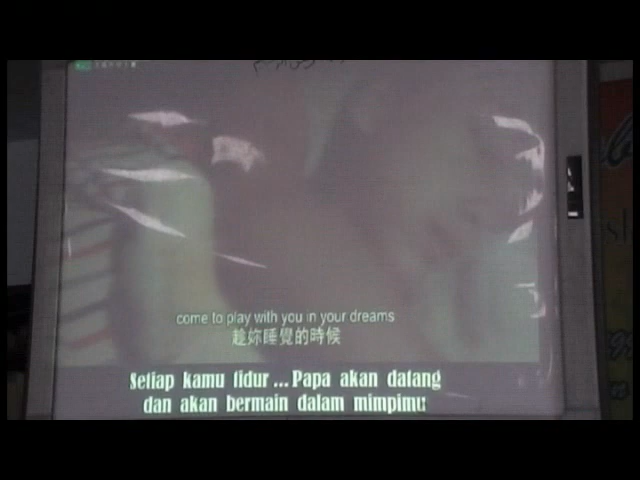 come to play with you in your dreams
趁妳睡覺的時候
Setiap kamu tidur ... Papa akan datang
dan akan bermain dalam mimpimu